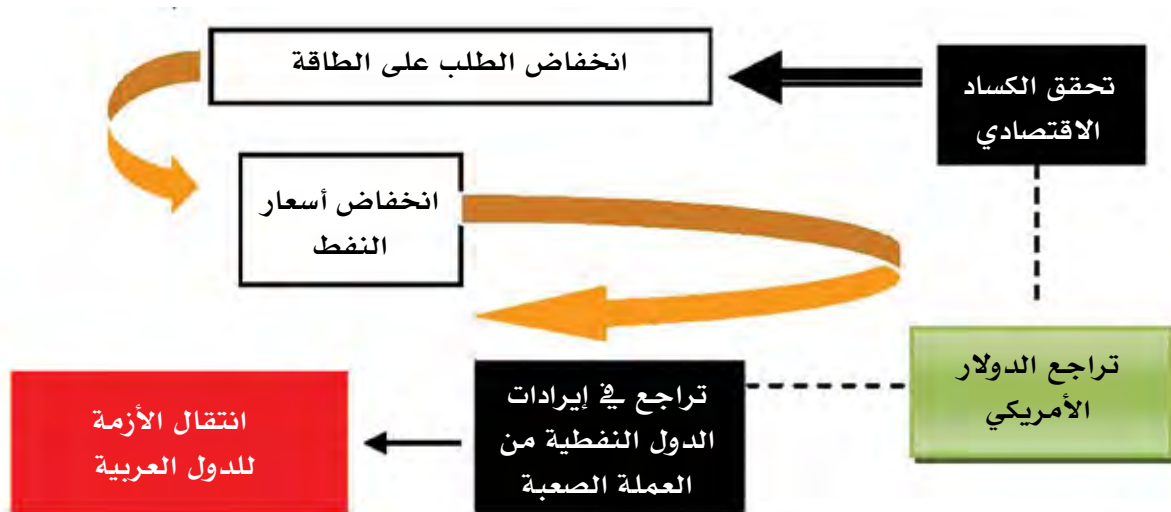 تحقق الكساد
الاقتصادي
انخفاض الطلب على الطاقة
انخفاض أسعار
النفط
تراجع الدولار
الأمريكي
تراجع في إيرادات
الدول النفطية من
العملة الصعبة
انتقال الأزمة
للدول العربية